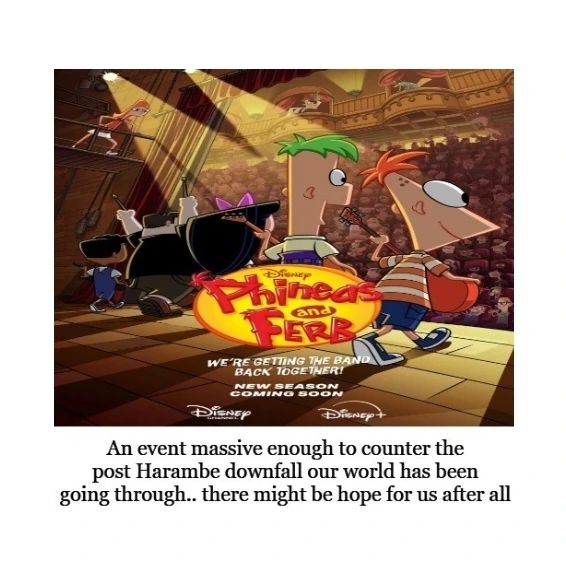 Disney
Phineas
and
FERB
WE'RE GETTING THE BAND
BACK TOGETHER!
NEW SEASON
COMING SOON
Disney
CHANNEL
Disney+
An event massive enough to counter the
post Harambe downfall our world has been
going through.. there might be hope for us after all